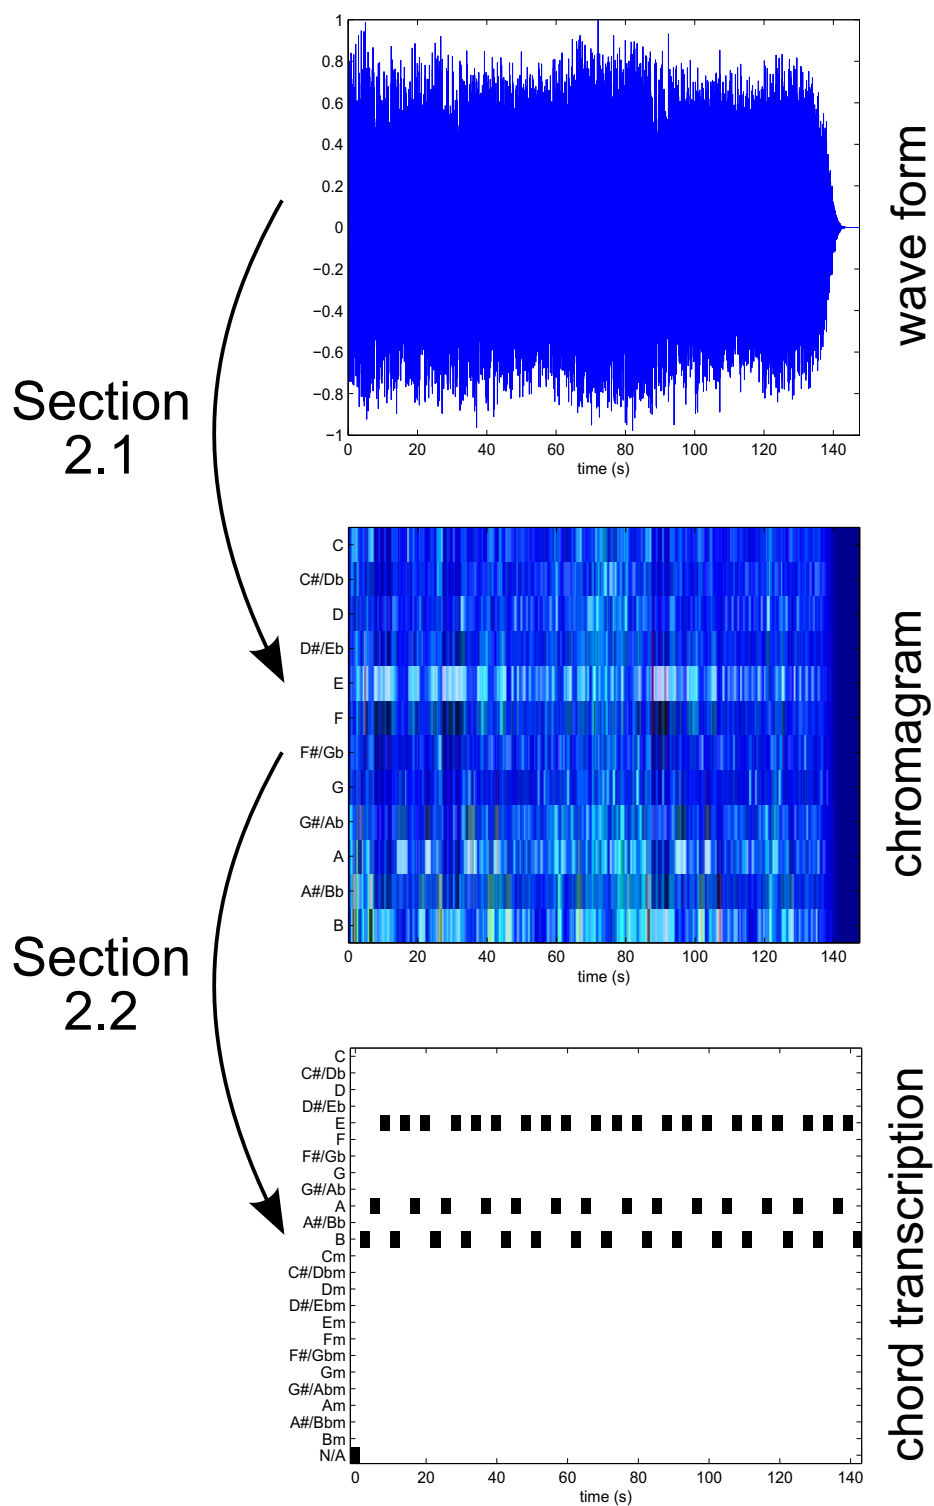 1
0.8
0.6
0.4
0.2
0
−0.2
−0.4
−0.6
−0.8
−1
0 20 40 60 80 100 120 140
time (s)
wave form
Section
2.1
C
C#/Db
D
D#/Eb
E
F
F#/Gb
G
G#/Ab
A
A#/Bb
B
0 20 40 60 80 100 120 140
time (s)
chromagram
Section
2.2
C
C#/Db
D
D#/Eb
E
F
F#/Gb
G
G#/Ab
A
A#/Bb
B
Cm
C#/Dbm
Dm
D#/Ebm
Em
Fm
F#/Gbm
Gm
G#/Abm
Am
A#/Bbm
Bm
N/A
20 40 60 80 100 120 140
time (s)
chord transcription